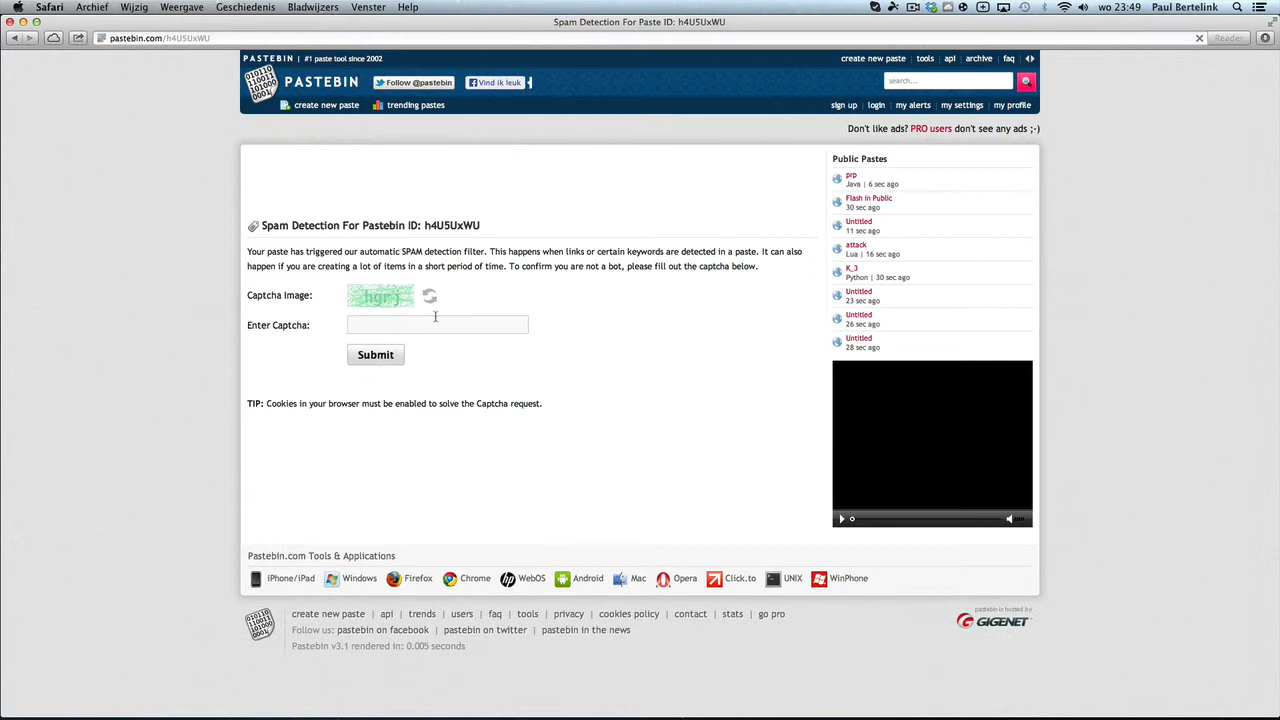 Safari Archief Wijzig Weergave Geschiedenis Bladwijzers Venster Help wo 23:49 Paul Bertelink
Spam Detection For Paste ID: h4U5UxWU
pastebin.com/h4U5UxWU Reader
PASTEBIN | #1 paste tool since 2002 create new paste tools api archive faq
PASTEBIN Follow @pastebin Vind ik leuk search...
create new paste trending pastes sign up login my alerts my settings my profile
Don't like ads? PRO users don't see any ads ;-)
Public Pastes
prp
Java | 6 sec ago
Flash in Public
30 sec ago
Untitled
11 sec ago
attack
Lua | 16 sec ago
K_3
Python | 30 sec ago
Untitled
23 sec ago
Untitled
26 sec ago
Untitled
28 sec ago
Spam Detection For Pastebin ID: h4U5UxWU
Your paste has triggered our automatic SPAM detection filter. This happens when links or certain keywords are detected in a paste. It can also
happen if you are creating a lot of items in a short period of time. To confirm you are not a bot, please fill out the captcha below.
Captcha Image: hgrj
Enter Captcha:
Submit
TIP: Cookies in your browser must be enabled to solve the Captcha request.
Pastebin.com Tools & Applications
iPhone/iPad Windows Firefox Chrome WebOS Android Mac Opera Click.to UNIX WinPhone
create new paste | api | trends | users | faq | tools | privacy | cookies policy | contact | stats | go pro
Follow us: pastebin on facebook | pastebin on twitter | pastebin in the news
Pastebin v3.1 rendered in: 0.005 seconds
pastebin is hosted by
GIGENET